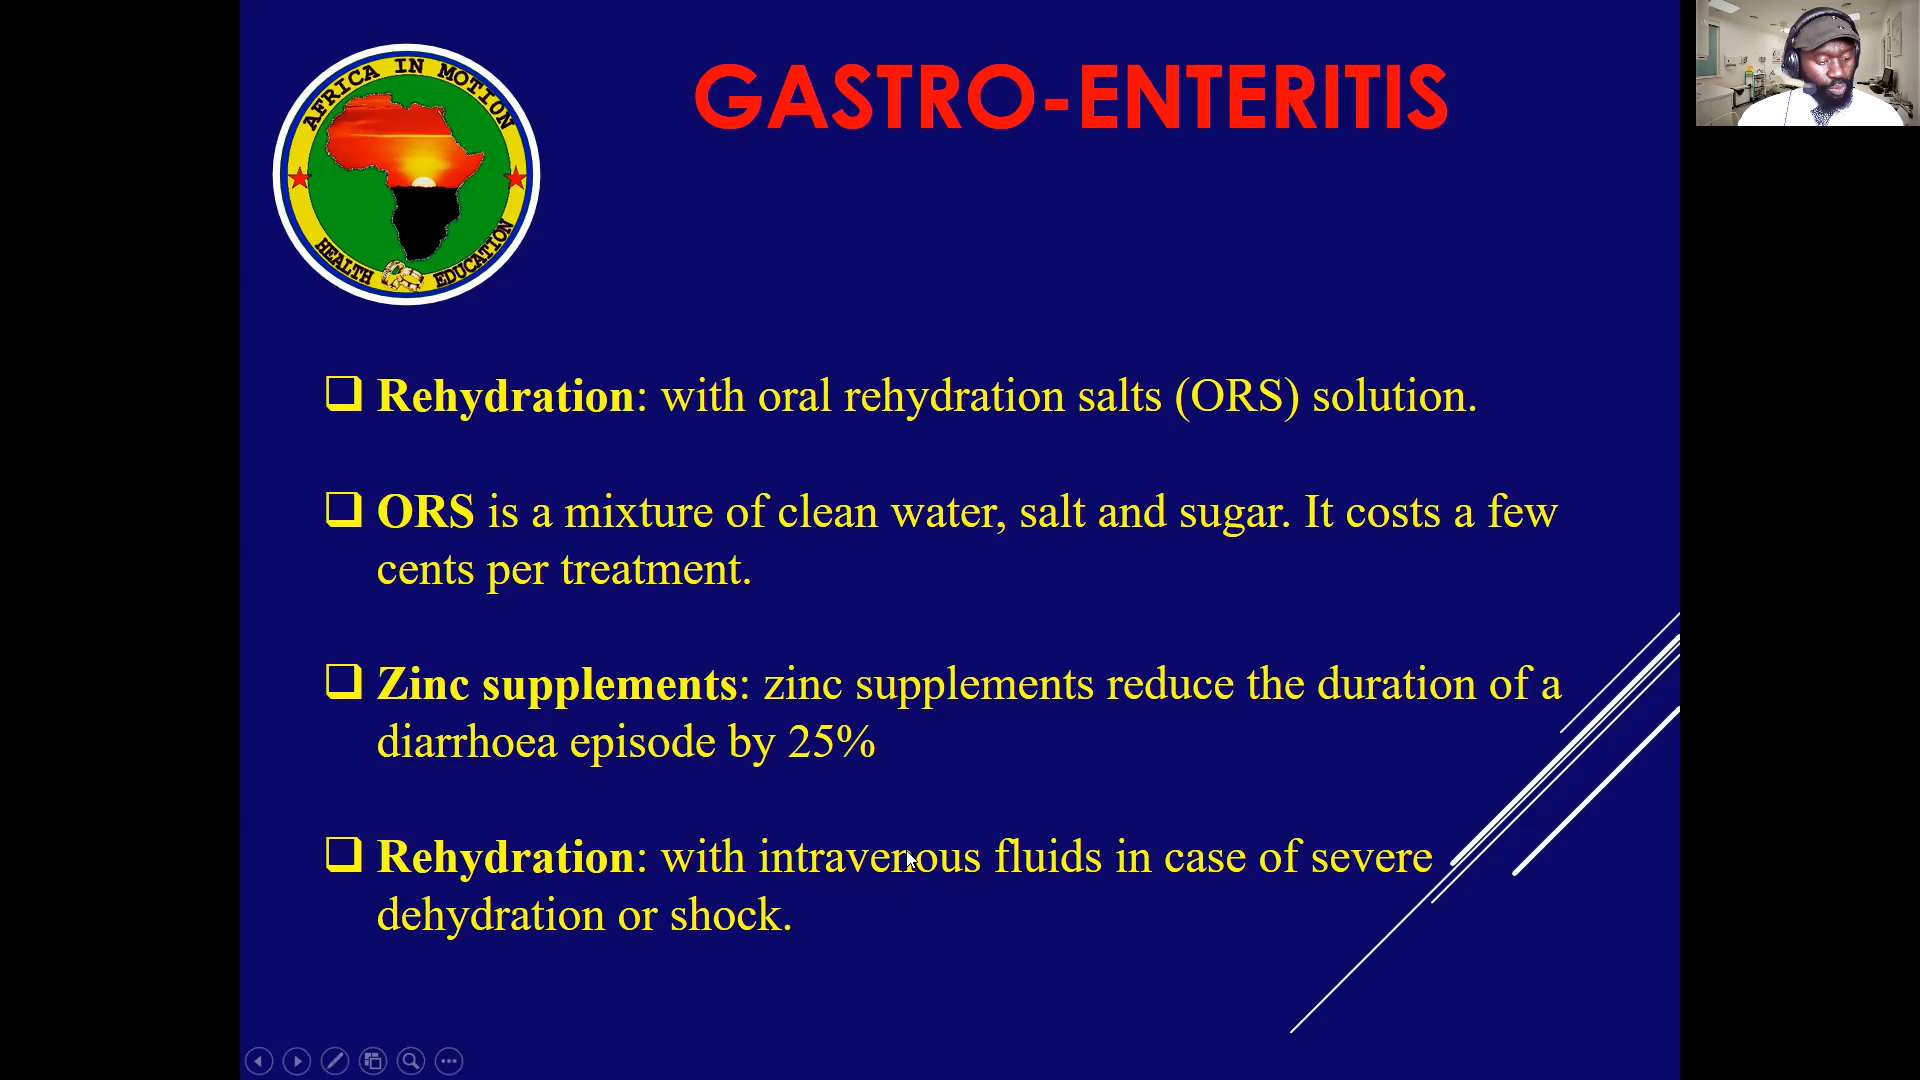 AFRICA IN MOTION
HEALTH EDUCATION
GASTRO-ENTERITIS
Rehydration: with oral rehydration salts (ORS) solution.
ORS is a mixture of clean water, salt and sugar. It costs a few
cents per treatment.
Zinc supplements: zinc supplements reduce the duration of a
diarrhoea episode by 25%
Rehydration: with intravenous fluids in case of severe
dehydration or shock.